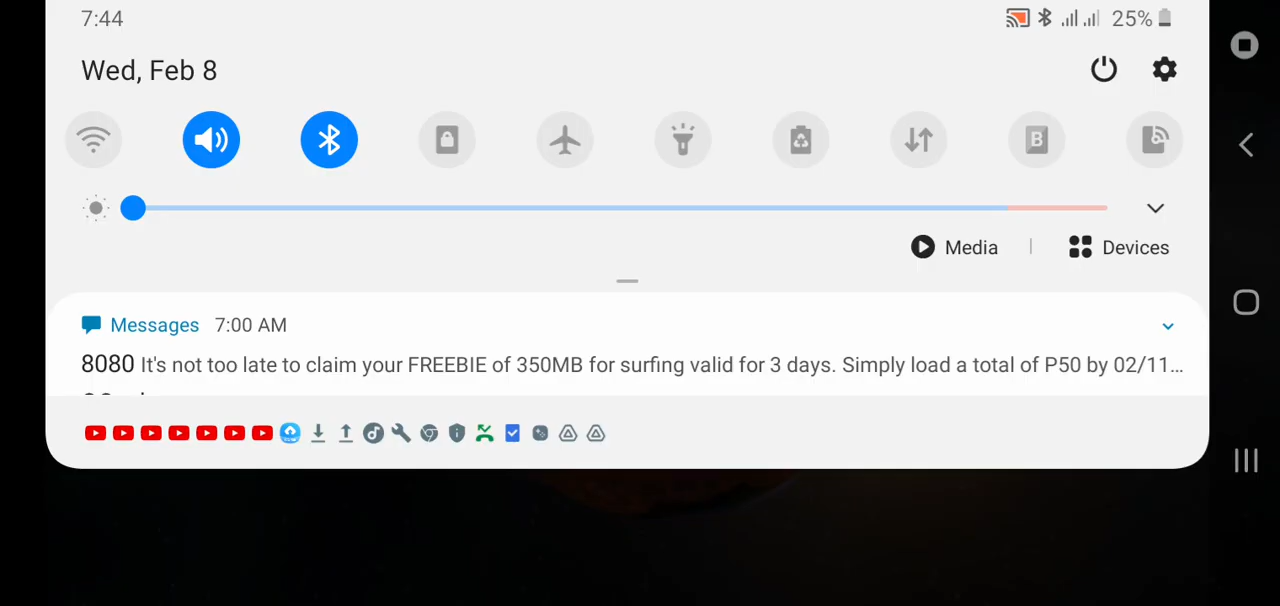 7:44 25%
Wed, Feb 8
B
Media | Devices
Messages 7:00 AM
8080 It's not too late to claim your FREEBIE of 350MB for surfing valid for 3 days. Simply load a total of P50 by 02/11...